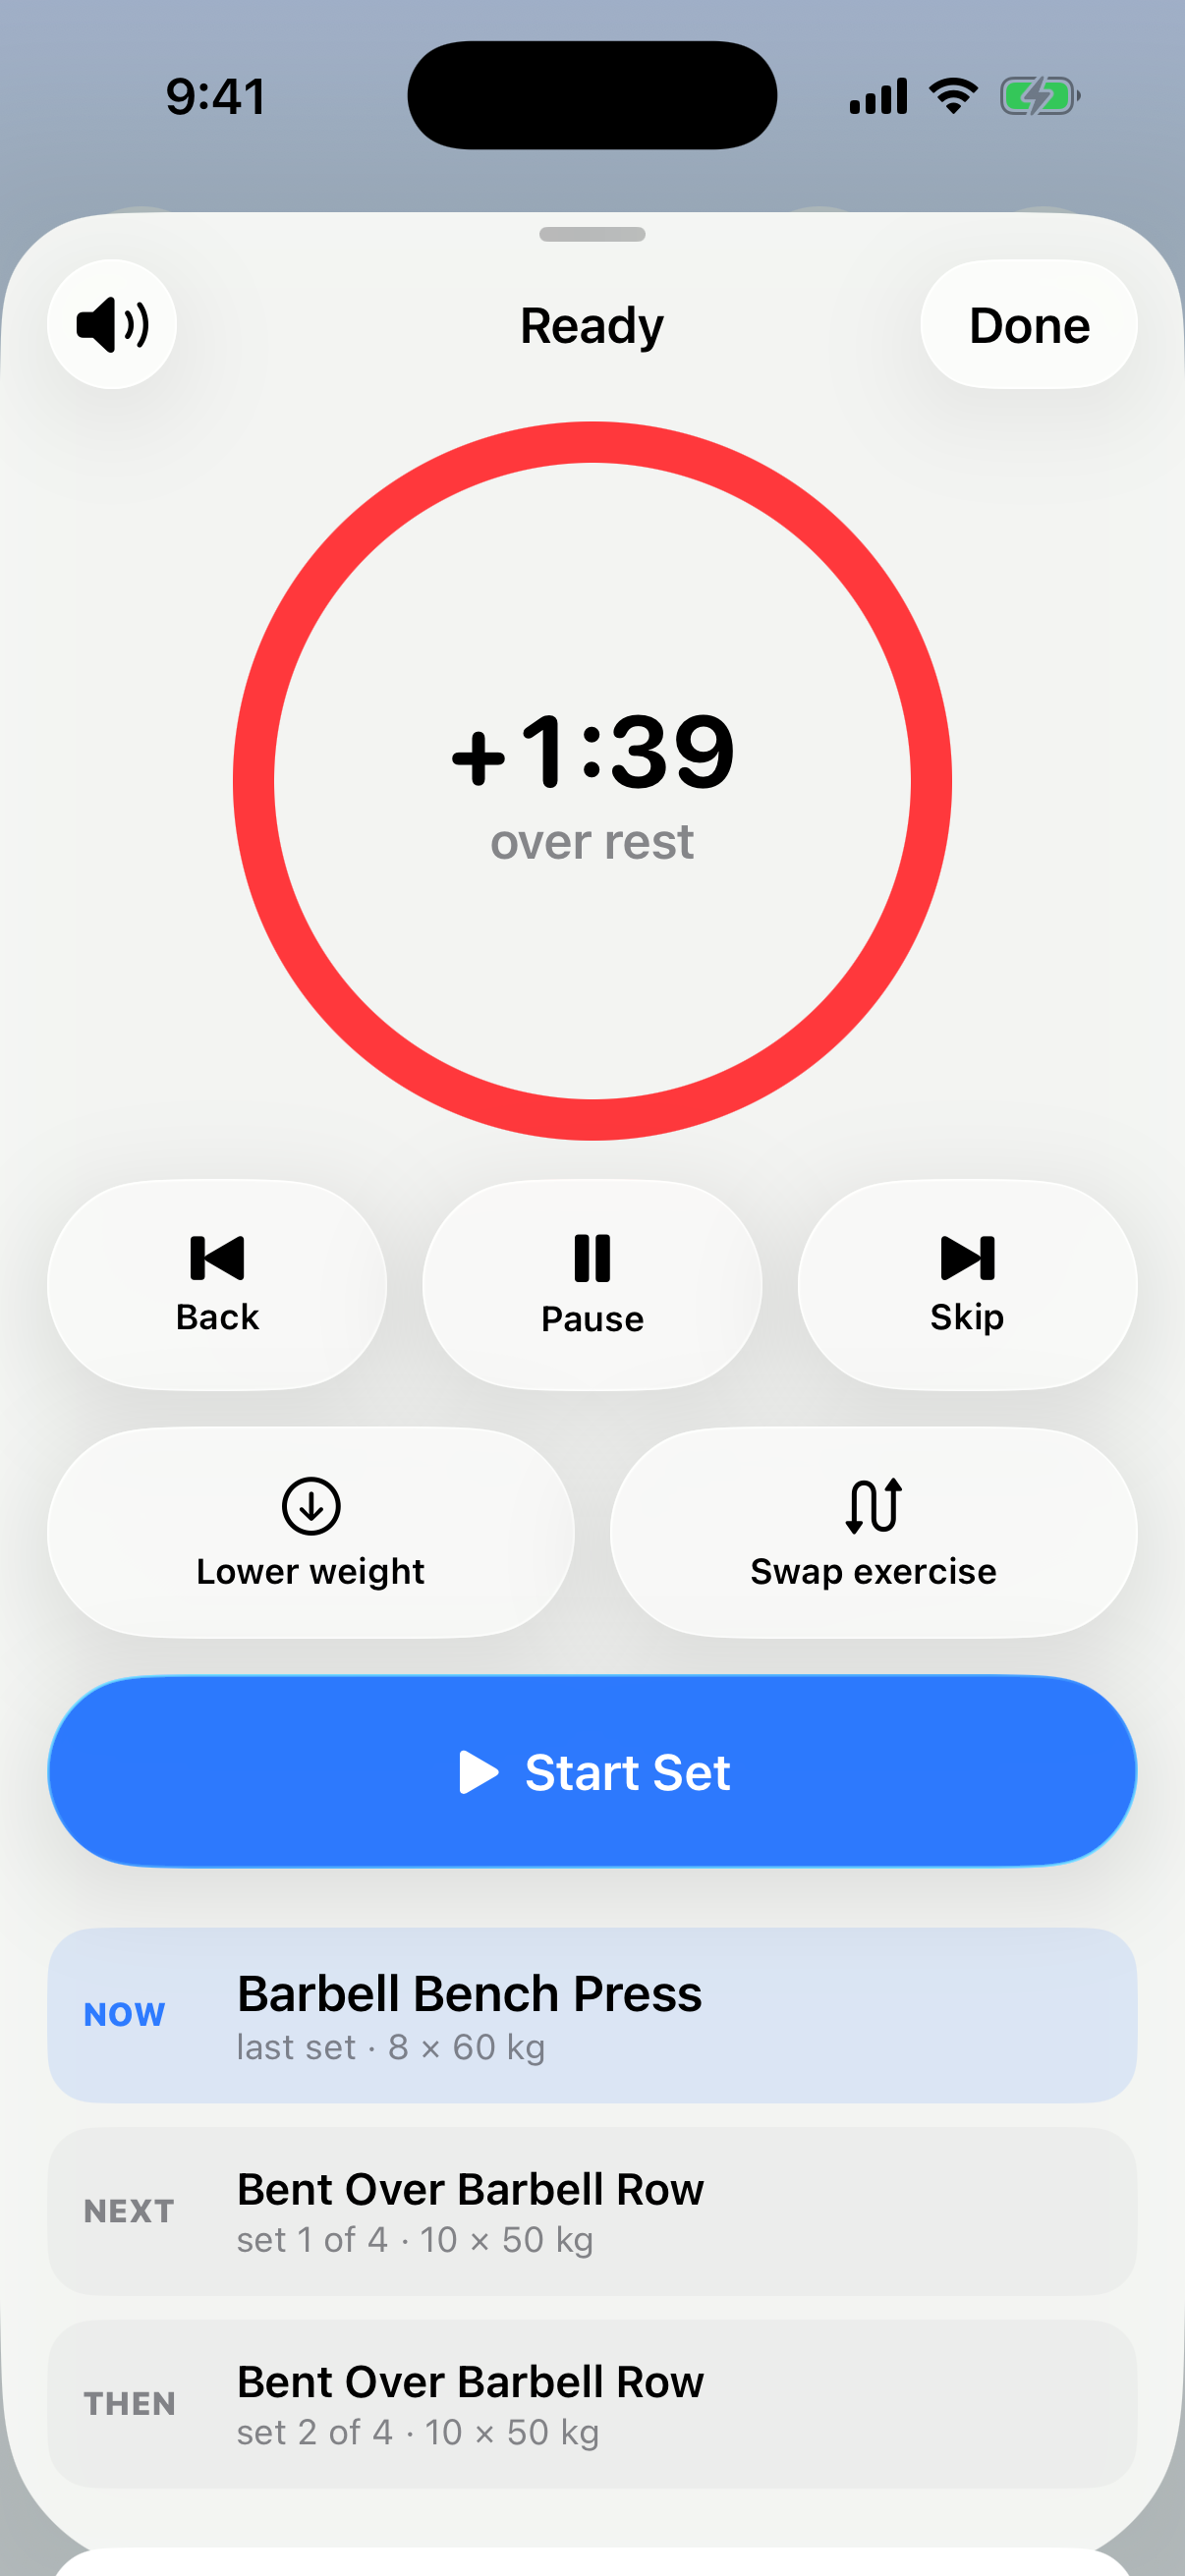 9:41
Ready
Done
+1:39
over rest
Back
Pause
Skip
Lower weight
Swap exercise
Start Set
NOW
Barbell Bench Press
last set · 8 × 60 kg
NEXT
Bent Over Barbell Row
set 1 of 4 · 10 × 50 kg
THEN
Bent Over Barbell Row
set 2 of 4 · 10 × 50 kg